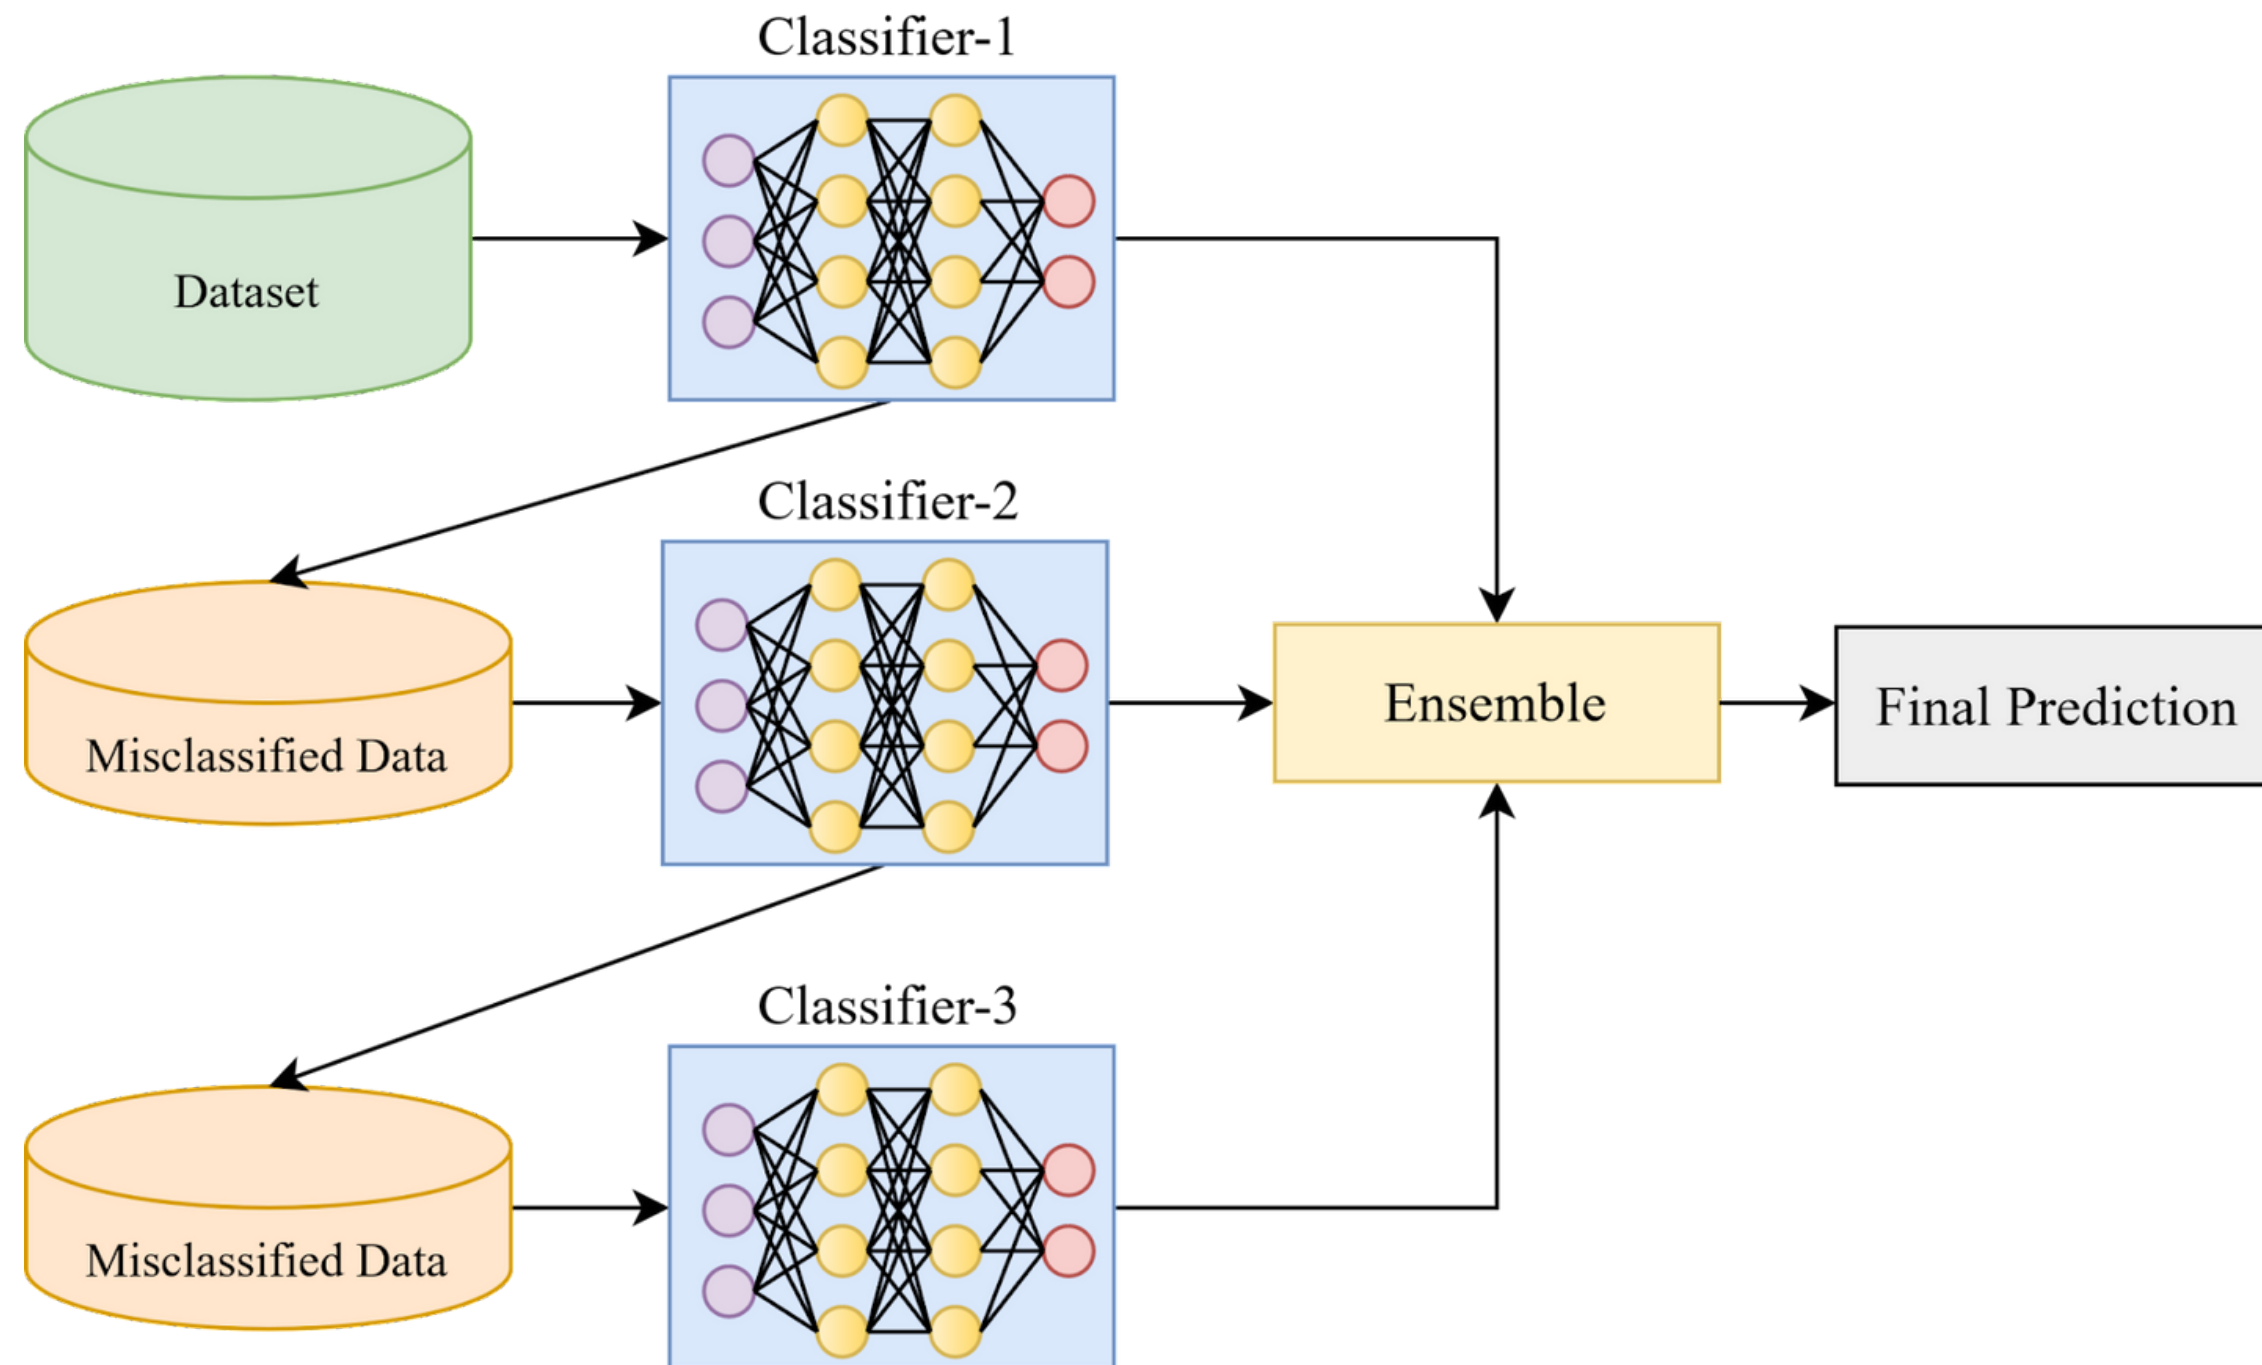 Classifier-1
Dataset
Classifier-2
Misclassified Data
Ensemble
Final Prediction
Classifier-3
Misclassified Data